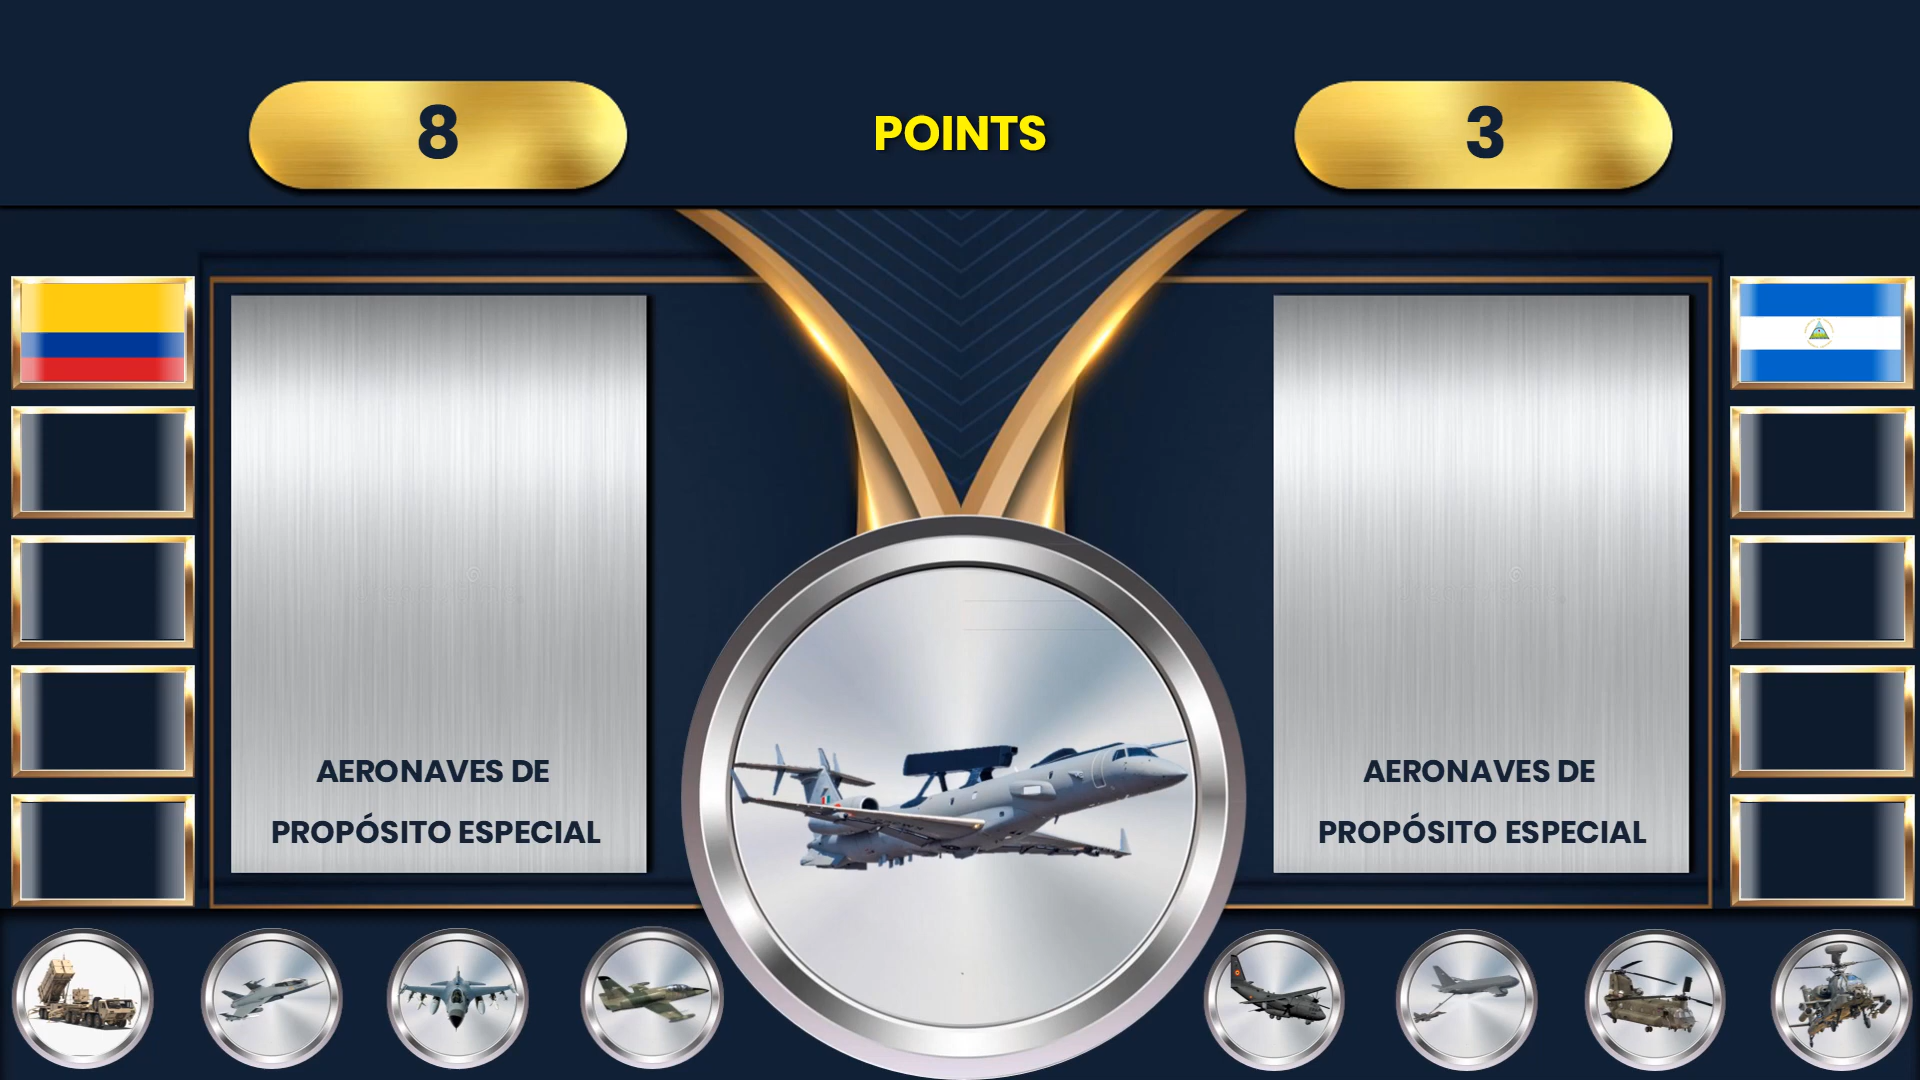 8
POINTS
3
AERONAVES DE
PROPÓSITO ESPECIAL
AERONAVES DE
PROPÓSITO ESPECIAL